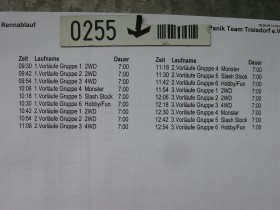 Rennablauf
0255
Panik Team Troisdorf e.V
Zeit Laufname Dauer
09:30 1.Vorläufe Gruppe 1 2WD 7:00
09:42 1.Vorläufe Gruppe 2 2WD 7:00
09:54 1.Vorläufe Gruppe 3 4WD 7:00
10:06 1.Vorläufe Gruppe 4 Monster 7:00
10:18 1.Vorläufe Gruppe 5 Slash Stock 7:00
10:30 1.Vorläufe Gruppe 6 Hobby/Fun 7:00
10:42 2.Vorläufe Gruppe 1 2WD 7:00
10:54 2.Vorläufe Gruppe 2 2WD 7:00
11:06 2.Vorläufe Gruppe 3 4WD 7:00
Zeit Laufname Dauer
11:18 2.Vorläufe Gruppe 4 Monster 7:00
11:30 2.Vorläufe Gruppe 5 Slash Stock 7:00
11:42 2.Vorläufe Gruppe 6 Hobby/Fun 7:00
11:54 3.Vorläufe Gruppe 1 2WD 7:00
12:06 3.Vorläufe Gruppe 2 2WD 7:00
12:18 3.Vorläufe Gruppe 3 4WD 7:00
12:30 3.Vorläufe Gruppe 4 Monster 7:00
12:42 3.Vorläufe Gruppe 5 Slash Stock 7:00
12:54 3.Vorläufe Gruppe 6 Hobby/Fun 7:00